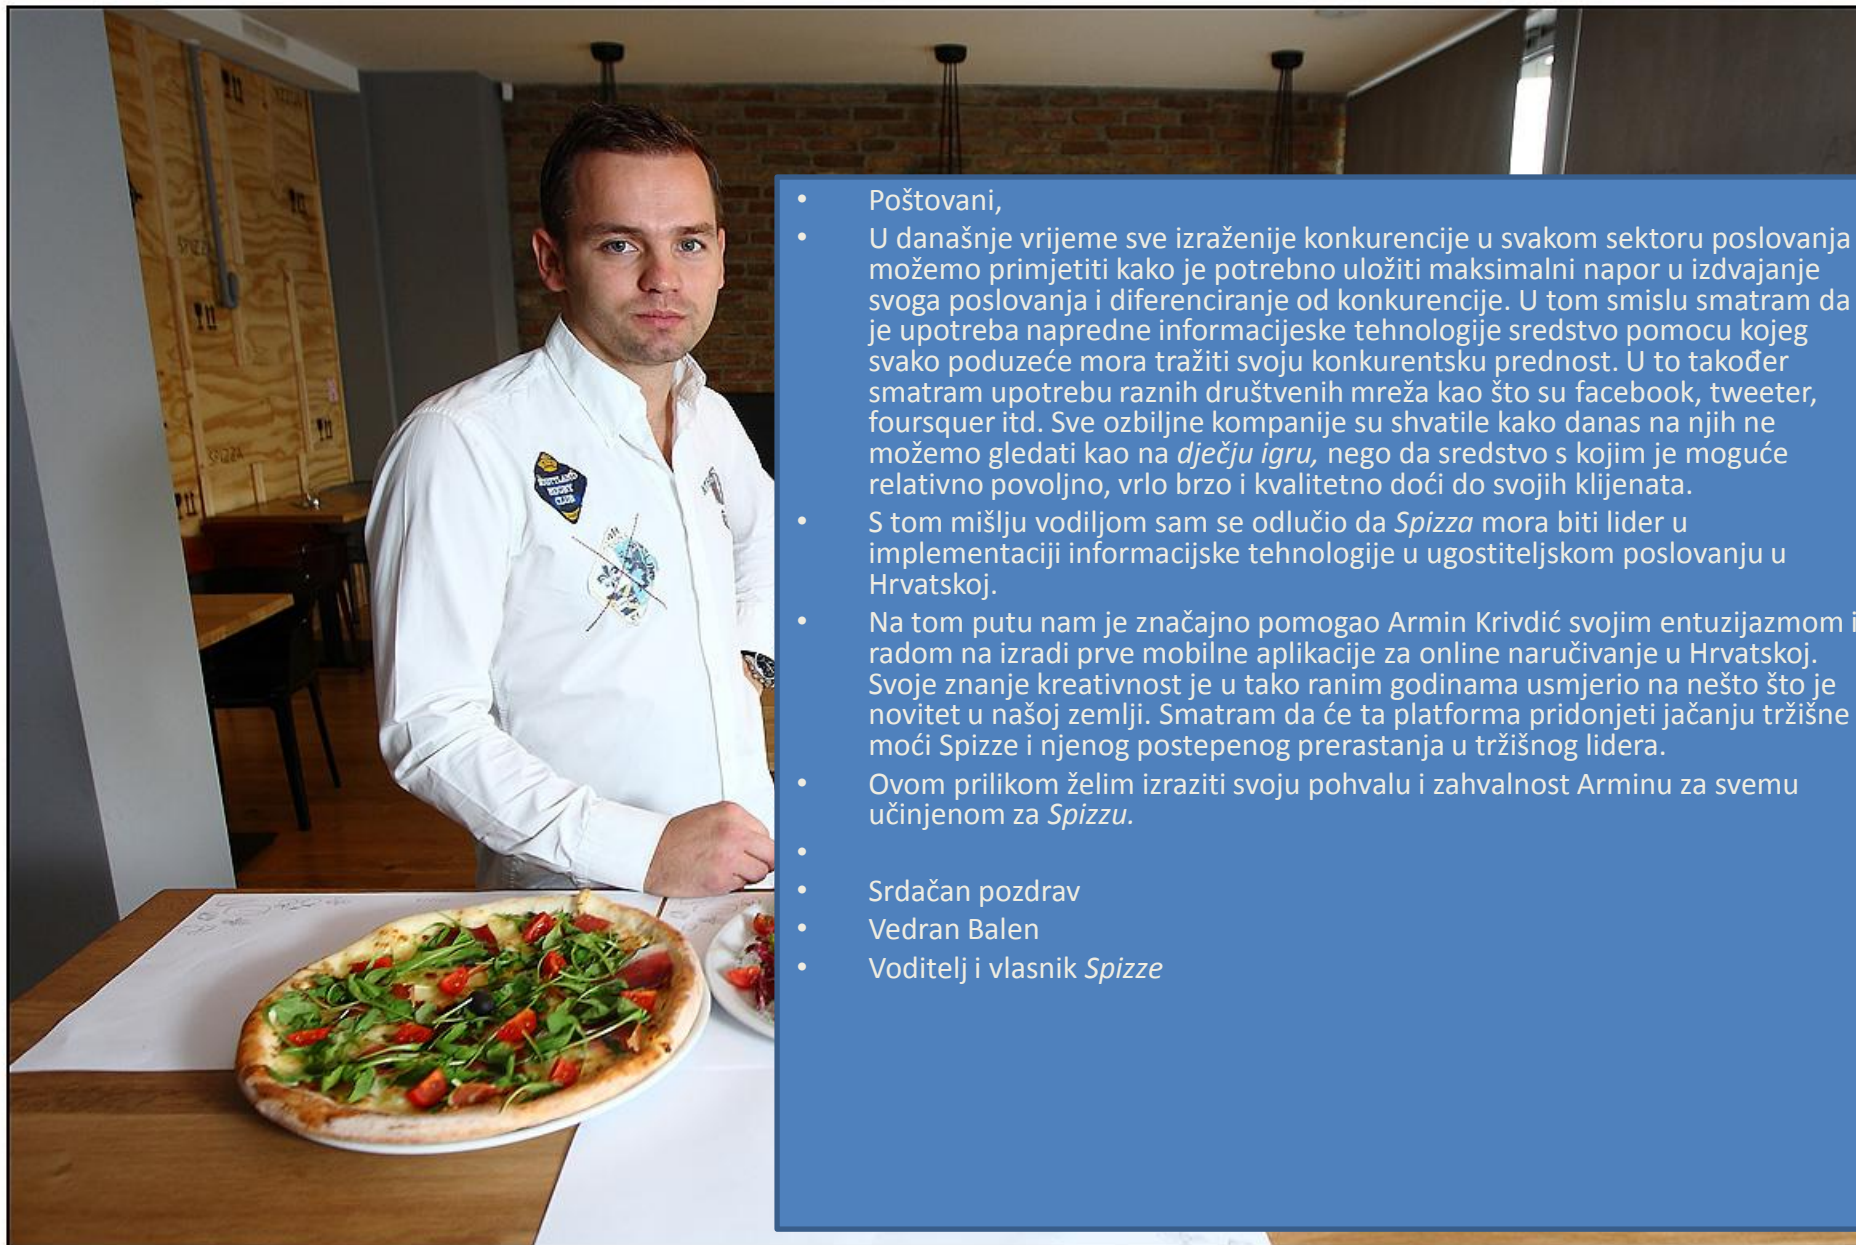 • Poštovani,
• U današnje vrijeme sve izraženije konkurencije u svakom sektoru poslovanja
možemo primjetiti kako je potrebno uložiti maksimalni napor u izdvajanje
svoga poslovanja i diferenciranje od konkurencije. U tom smislu smatram da
je upotreba napredne informacijeske tehnologije sredstvo pomocu kojeg
svako poduzeće mora tražiti svoju konkurentsku prednost. U to također
smatram upotrebu raznih društvenih mreža kao što su facebook, tweeter,
foursquer itd. Sve ozbiljne kompanije su shvatile kako danas na njih ne
možemo gledati kao na dječju igru, nego da sredstvo s kojim je moguće
relativno povoljno, vrlo brzo i kvalitetno doći do svojih klijenata.
• S tom mišlju vodiljom sam se odlučio da Spizza mora biti lider u
implementaciji informacijske tehnologije u ugostiteljskom poslovanju u
Hrvatskoj.
• Na tom putu nam je značajno pomogao Armin Krivdić svojim entuzijazmom i
radom na izradi prve mobilne aplikacije za online naručivanje u Hrvatskoj.
Svoje znanje kreativnost je u tako ranim godinama usmjerio na nešto što je
novitet u našoj zemlji. Smatram da će ta platforma pridonjeti jačanju tržišne
moći Spizze i njenog postepenog prerastanja u tržišnog lidera.
• Ovom prilikom želim izraziti svoju pohvalu i zahvalnost Arminu za svemu
učinjenom za Spizzu.
•
• Srdačan pozdrav
• Vedran Balen
• Voditelj i vlasnik Spizze
SPIZZA
SPIZZA
SCOTLAND
RUGBY
CLUB